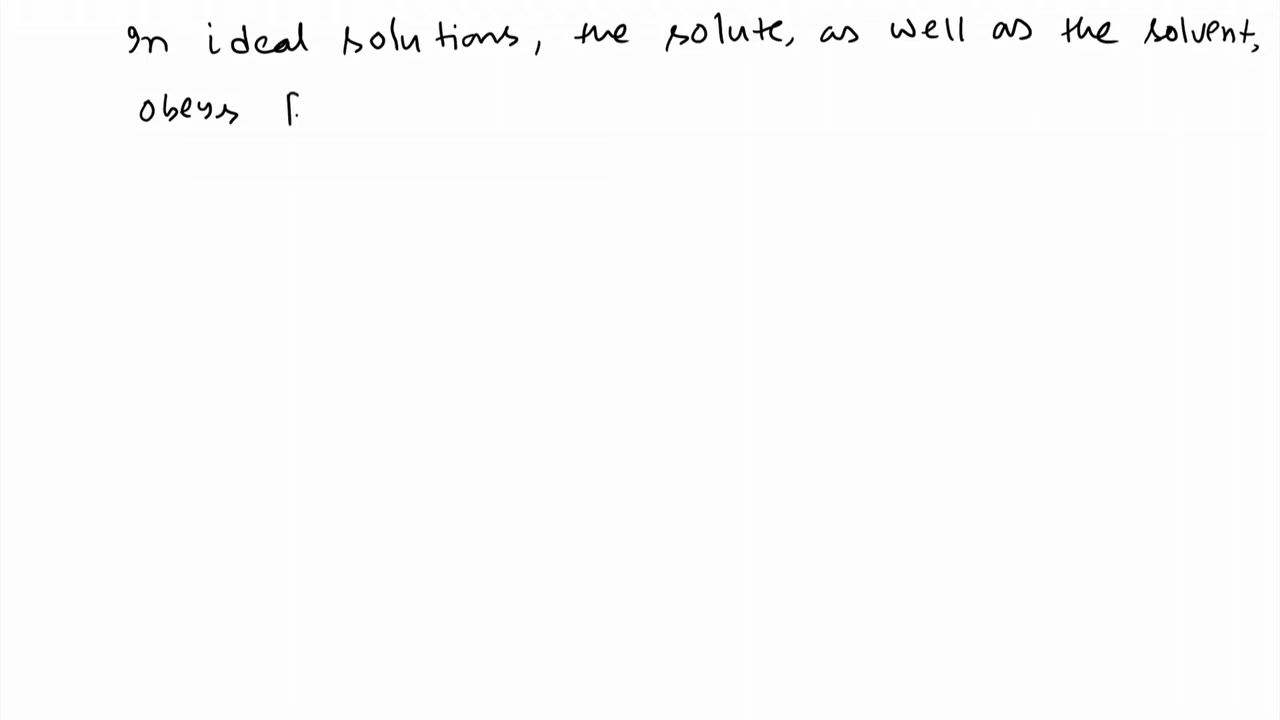 In ideal solutions, the solute, as well as the solvent,
obeys